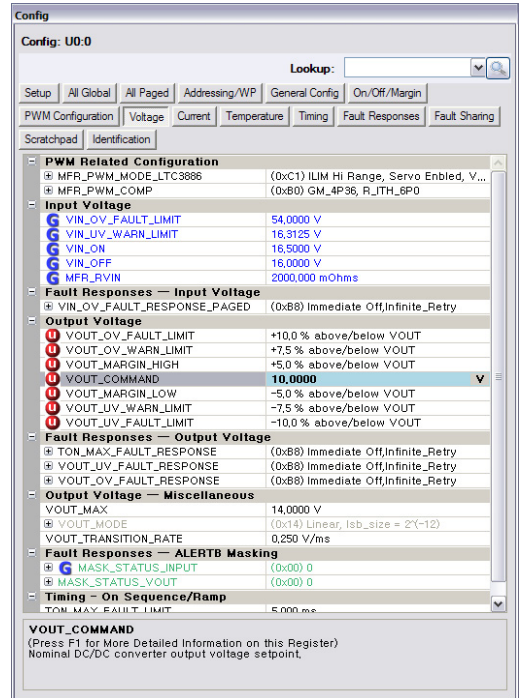 Config
Config: U0:0
Lookup:
Setup All Global All Paged Addressing/WP General Config On/Off/Margin
PWM Configuration Voltage Current Temperature Timing Fault Responses Fault Sharing
Scratchpad Identification
PWM Related Configuration
MFR_PWM_MODE_LTC3886 (0xC1) ILIM Hi Range, Servo Enbled, V...
MFR_PWM_COMP (0xB0) GM_4P36, R_ITH_6P0
Input Voltage
G VIN_OV_FAULT_LIMIT 54,0000 V
G VIN_UV_WARN_LIMIT 16,3125 V
G VIN_ON 16,5000 V
G VIN_OFF 16,0000 V
G MFR_RVIN 2000,000 mOhms
Fault Responses — Input Voltage
VIN_OV_FAULT_RESPONSE_PAGED (0xB8) Immediate Off,Infinite_Retry
Output Voltage
U VOUT_OV_FAULT_LIMIT +10,0 % above/below VOUT
U VOUT_OV_WARN_LIMIT +7,5 % above/below VOUT
U VOUT_MARGIN_HIGH +5,0 % above/below VOUT
U VOUT_COMMAND 10,0000 V
U VOUT_MARGIN_LOW -5,0 % above/below VOUT
U VOUT_UV_WARN_LIMIT -7,5 % above/below VOUT
U VOUT_UV_FAULT_LIMIT -10,0 % above/below VOUT
Fault Responses — Output Voltage
TON_MAX_FAULT_RESPONSE (0xB8) Immediate Off,Infinite_Retry
VOUT_UV_FAULT_RESPONSE (0xB8) Immediate Off,Infinite_Retry
VOUT_OV_FAULT_RESPONSE (0xB8) Immediate Off,Infinite_Retry
Output Voltage — Miscellaneous
VOUT_MAX 14,0000 V
VOUT_MODE (0x14) Linear, lsb_size = 2^(-12)
VOUT_TRANSITION_RATE 0,250 V/ms
Fault Responses — ALERTB Masking
G MASK_STATUS_INPUT (0x00) 0
MASK_STATUS_VOUT (0x00) 0
Timing - On Sequence/Ramp
TON_MAX_FAULT_LIMIT 5,000 ms
VOUT_COMMAND
(Press F1 for More Detailed Information on this Register)
Nominal DC/DC converter output voltage setpoint,